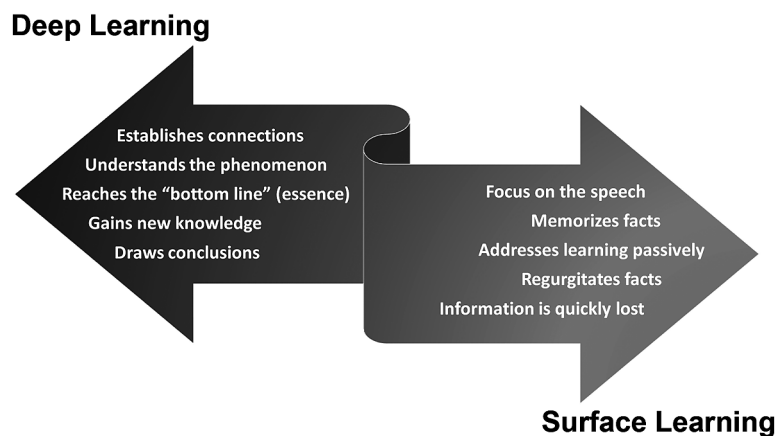 Deep Learning
Establishes connections
Understands the phenomenon
Reaches the “bottom line” (essence)
Gains new knowledge
Draws conclusions
Focus on the speech
Memorizes facts
Addresses learning passively
Regurgitates facts
Information is quickly lost
Surface Learning